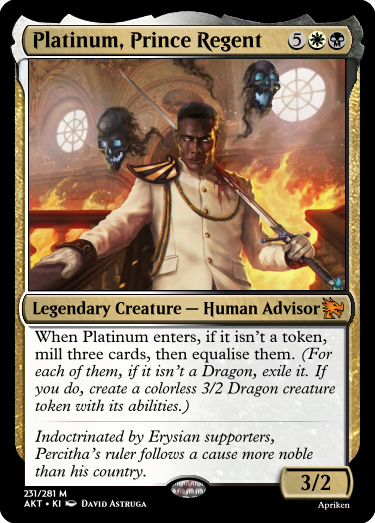 Platinum, Prince Regent 5
Legendary Creature — Human Advisor
When Platinum enters, if it isn't a token,
mill three cards, then equalise them. (For
each of them, if it isn't a Dragon, exile it. If
you do, create a colorless 3/2 Dragon creature
token with its abilities.)
Indoctrinated by Erysian supporters,
Percitha's ruler follows a cause more noble
than his country.
3/2
231/281 M
AKT • KI David Astruga
Apriken